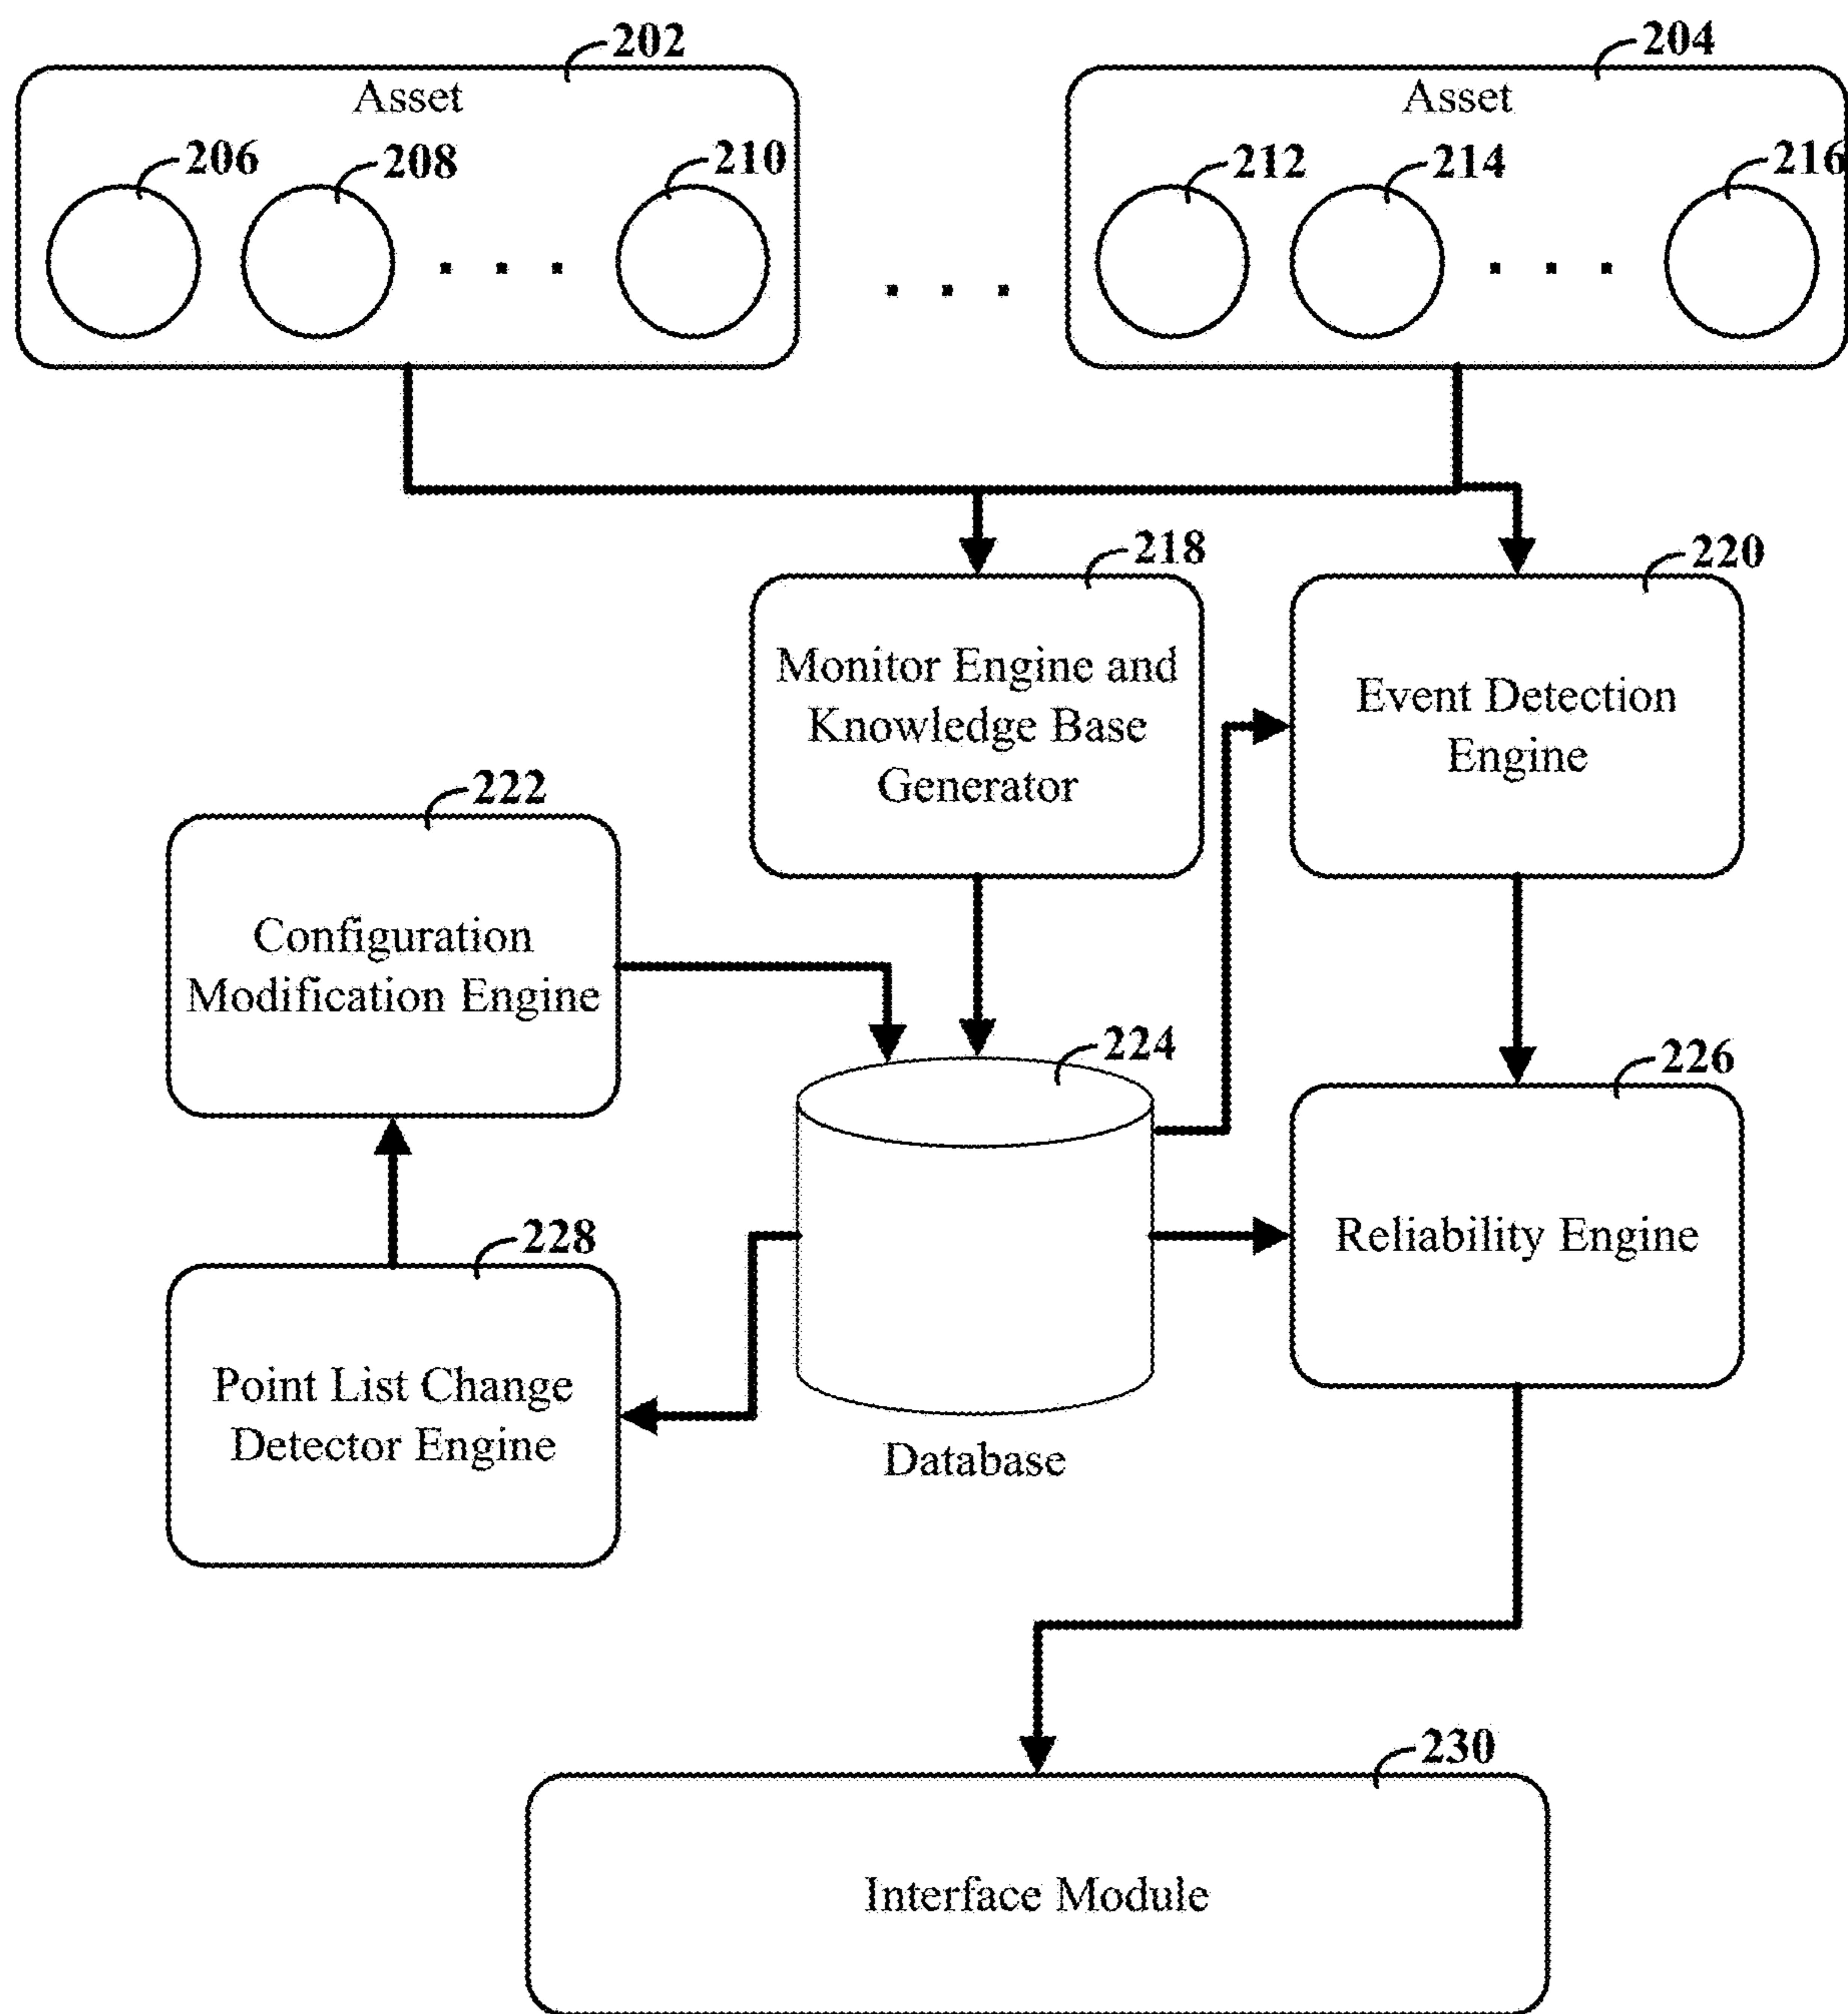 202
204
Asset
Asset
206
208
210
212
214
216
. . .
. . .
. . .
218
220
Monitor Engine and
Knowledge Base
Generator
Event Detection
Engine
222
Configuration
Modification Engine
224
226
Reliability Engine
228
Point List Change
Detector Engine
Database
230
Interface Module